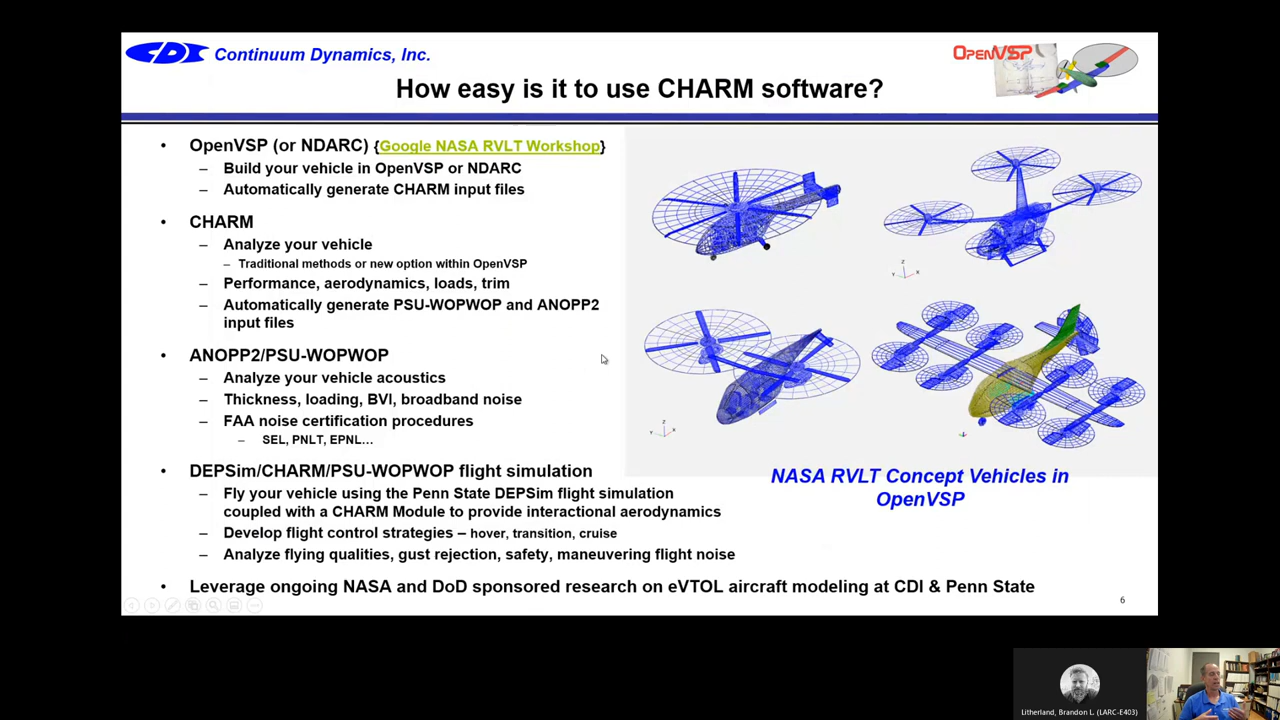 CDI Continuum Dynamics, Inc.
OpenVSP
How easy is it to use CHARM software?
• OpenVSP (or NDARC) {Google NASA RVLT Workshop}
– Build your vehicle in OpenVSP or NDARC
– Automatically generate CHARM input files
• CHARM
– Analyze your vehicle
– Traditional methods or new option within OpenVSP
– Performance, aerodynamics, loads, trim
– Automatically generate PSU-WOPWOP and ANOPP2
input files
• ANOPP2/PSU-WOPWOP
– Analyze your vehicle acoustics
– Thickness, loading, BVI, broadband noise
– FAA noise certification procedures
– SEL, PNLT, EPNL…
• DEPSim/CHARM/PSU-WOPWOP flight simulation
– Fly your vehicle using the Penn State DEPSim flight simulation
coupled with a CHARM Module to provide interactional aerodynamics
– Develop flight control strategies – hover, transition, cruise
– Analyze flying qualities, gust rejection, safety, maneuvering flight noise
• Leverage ongoing NASA and DoD sponsored research on eVTOL aircraft modeling at CDI & Penn State
NASA RVLT Concept Vehicles in
OpenVSP
6
Litherland, Brandon L. (LARC-E403)